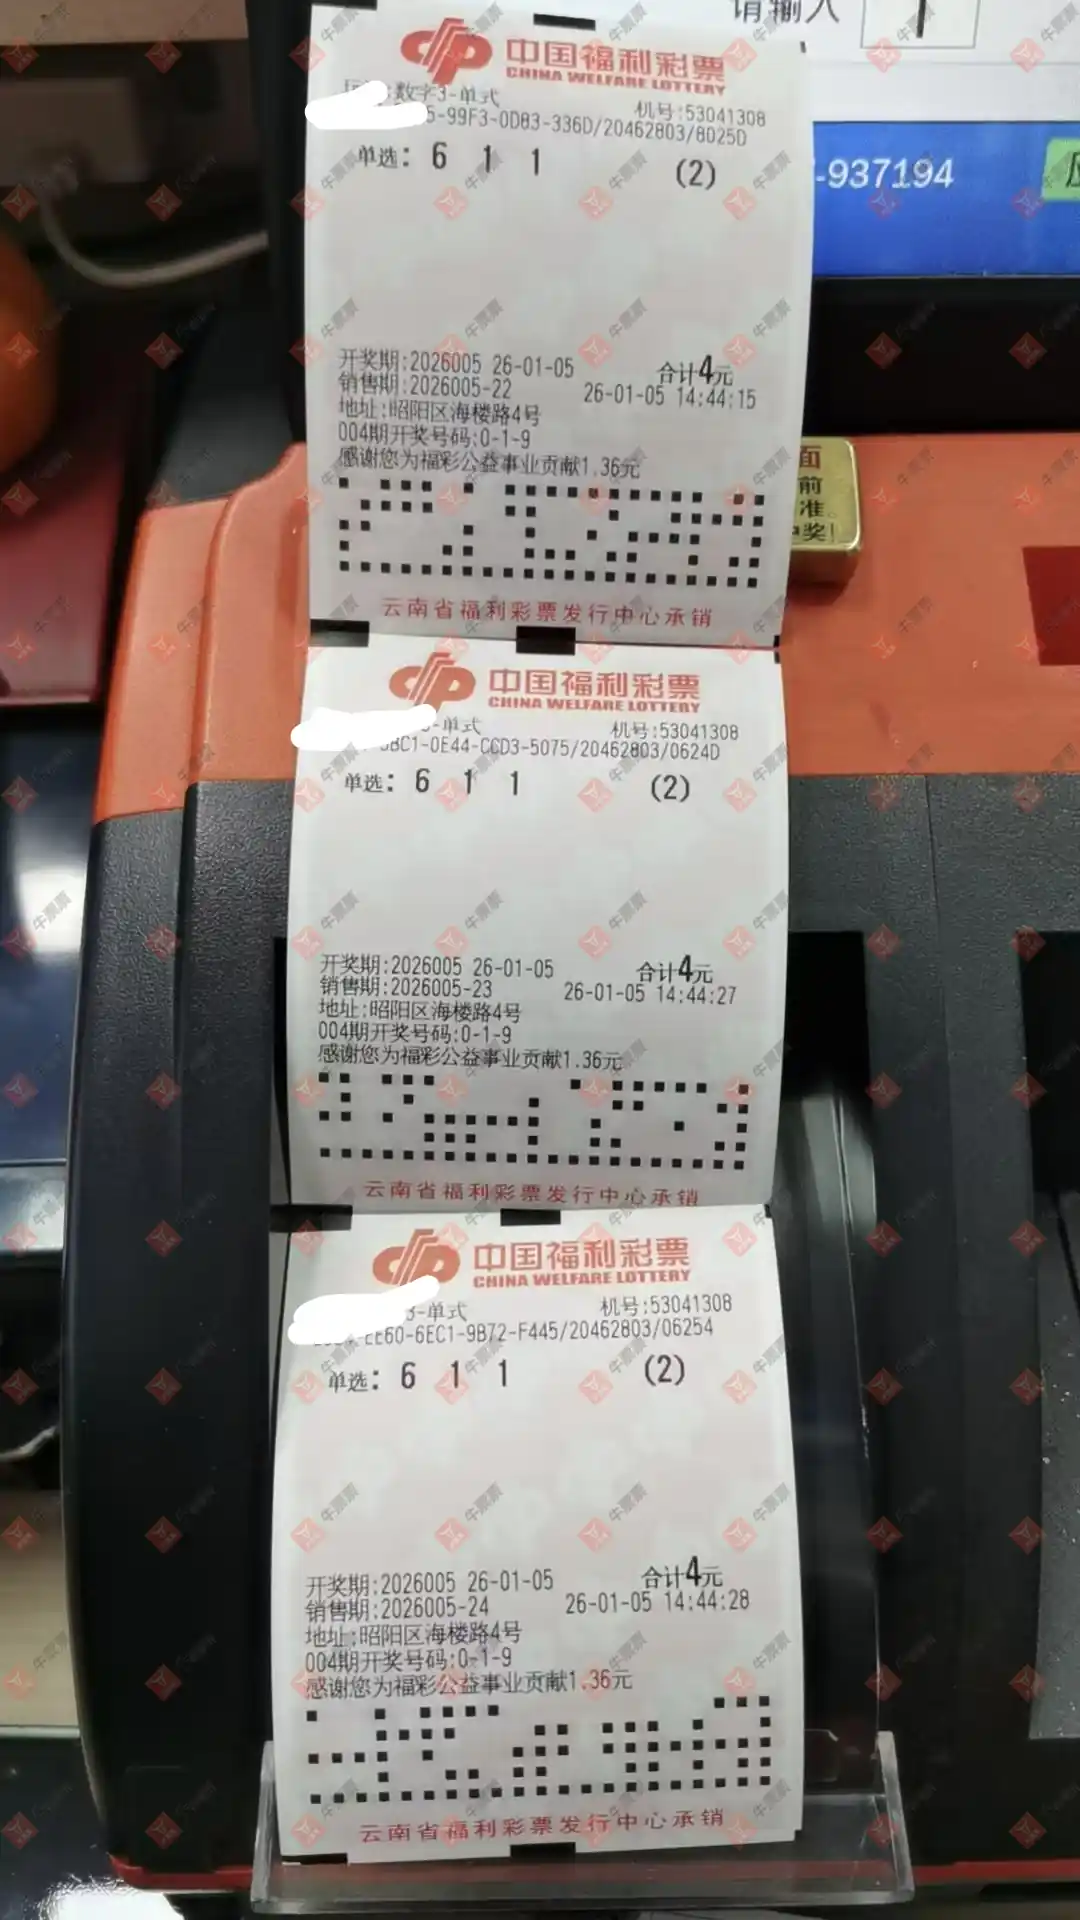 请输入
-937194
中国福利彩票
CHINA WELFARE LOTTERY
数字3-单式 机号:53041308
-99F3-0D83-336D/20462803/8025D
单选: 6 1 1 (2)
开奖期:2026005 26-01-05 合计4元
销售期:2026005-22 26-01-05 14:44:15
地址:昭阳区海楼路4号
004期开奖号码:0-1-9
感谢您为福彩公益事业贡献1.36元
云南省福利彩票发行中心承销
面
前
准。
奖!
中国福利彩票
CHINA WELFARE LOTTERY
-单式 机号:53041308
BC1-0E44-CCD3-5075/20462803/0624D
单选: 6 1 1 (2)
开奖期:2026005 26-01-05 合计4元
销售期:2026005-23 26-01-05 14:44:27
地址:昭阳区海楼路4号
004期开奖号码:0-1-9
感谢您为福彩公益事业贡献1.36元
云南省福利彩票发行中心承销
中国福利彩票
CHINA WELFARE LOTTERY
3-单式 机号:53041308
EE60-6EC1-9B72-F445/20462803/06254
单选: 6 1 1 (2)
开奖期:2026005 26-01-05 合计4元
销售期:2026005-24 26-01-05 14:44:28
地址:昭阳区海楼路4号
004期开奖号码:0-1-9
感谢您为福彩公益事业贡献1.36元
云南省福利彩票发行中心承销
牛票票